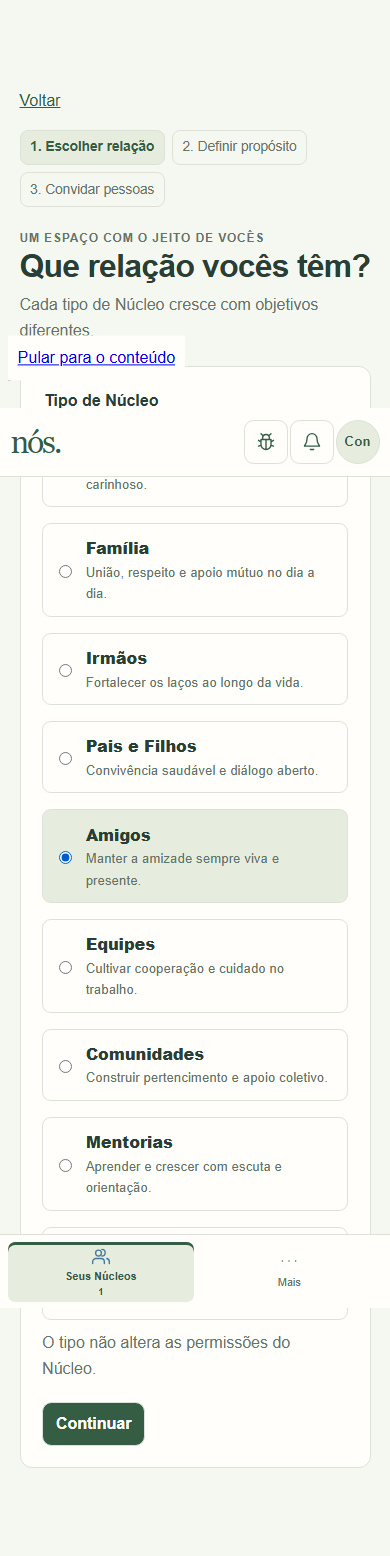 Voltar
1. Escolher relação
2. Definir propósito
3. Convidar pessoas
UM ESPAÇO COM O JEITO DE VOCÊS
Que relação vocês têm?
Cada tipo de Núcleo cresce com objetivos
diferentes.
Pular para o conteúdo
Tipo de Núcleo
nós.
Con
carinhoso.
Família
União, respeito e apoio mútuo no dia a
dia.
Irmãos
Fortalecer os laços ao longo da vida.
Pais e Filhos
Convivência saudável e diálogo aberto.
Amigos
Manter a amizade sempre viva e
presente.
Equipes
Cultivar cooperação e cuidado no
trabalho.
Comunidades
Construir pertencimento e apoio coletivo.
Mentorias
Aprender e crescer com escuta e
orientação.
Seus Núcleos
1
...
Mais
O tipo não altera as permissões do
Núcleo.
Continuar